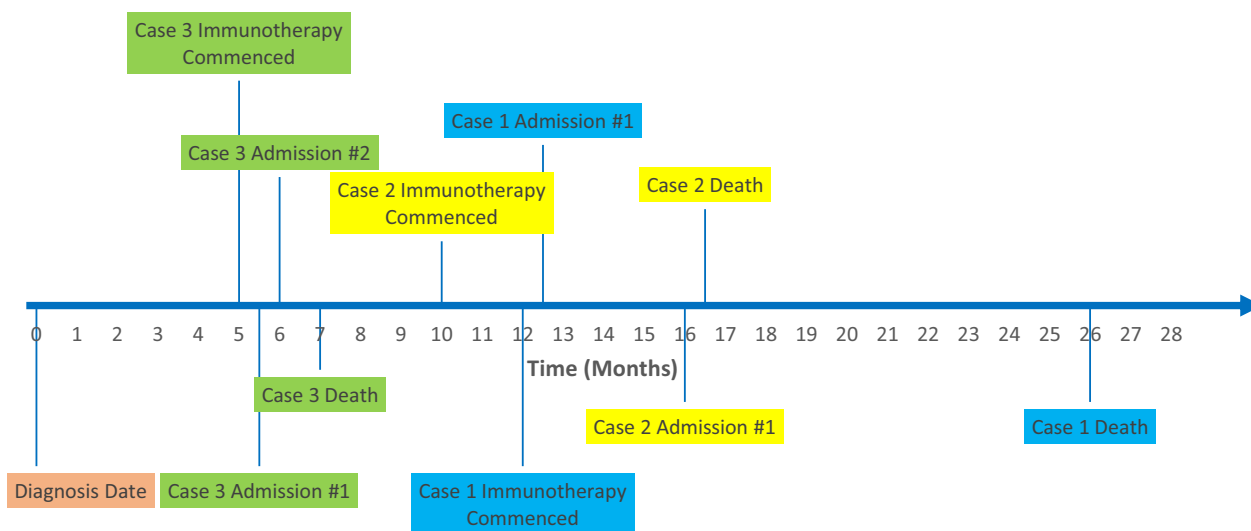 Case 3 Immunotherapy
Commenced
Case 1 Admission #1
Case 3 Admission #2
Case 2 Immunotherapy
Commenced
Case 2 Death
0 1 2 3 4 5 6 7 8 9 10 11 12 13 14 15 16 17 18 19 20 21 22 23 24 25 26 27 28
Time (Months)
Case 3 Death
Case 2 Admission #1
Case 1 Death
Diagnosis Date
Case 3 Admission #1
Case 1 Immunotherapy
Commenced